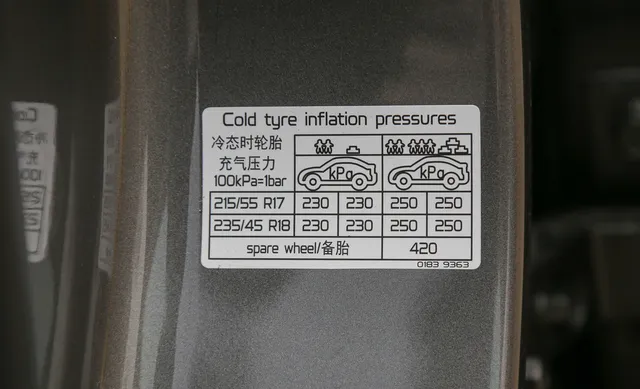 Cold tyre inflation pressures
冷态时轮胎
充气压力
100kPa=1bar
kPa kPa
215/55 R17 230 230 250 250
235/45 R18 230 230 250 250
spare wheel/备胎 420
0183 9363